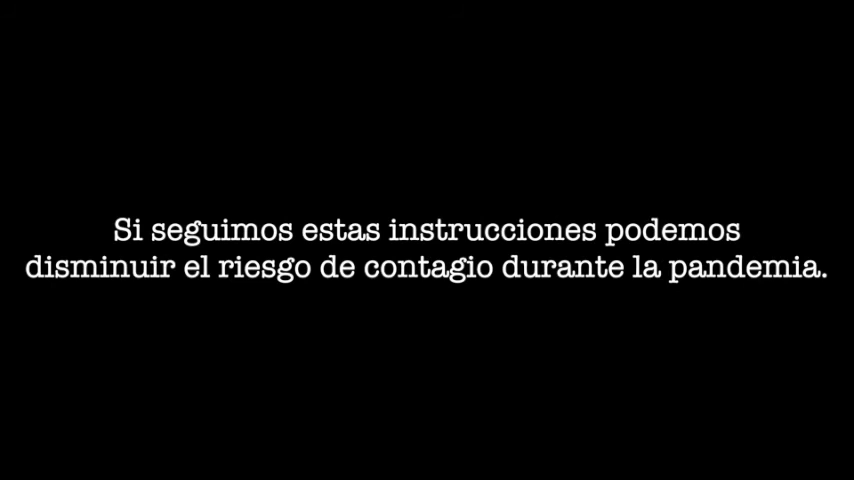 Si seguimos estas instrucciones podemos
disminuir el riesgo de contagio durante la pandemia.